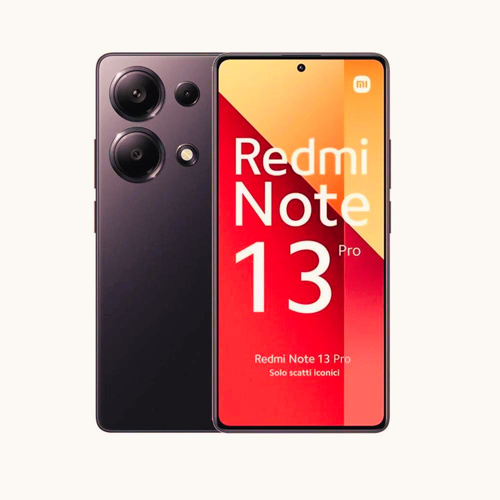 mi
Redmi
Note
13 Pro
Redmi Note 13 Pro
Solo scatti iconici